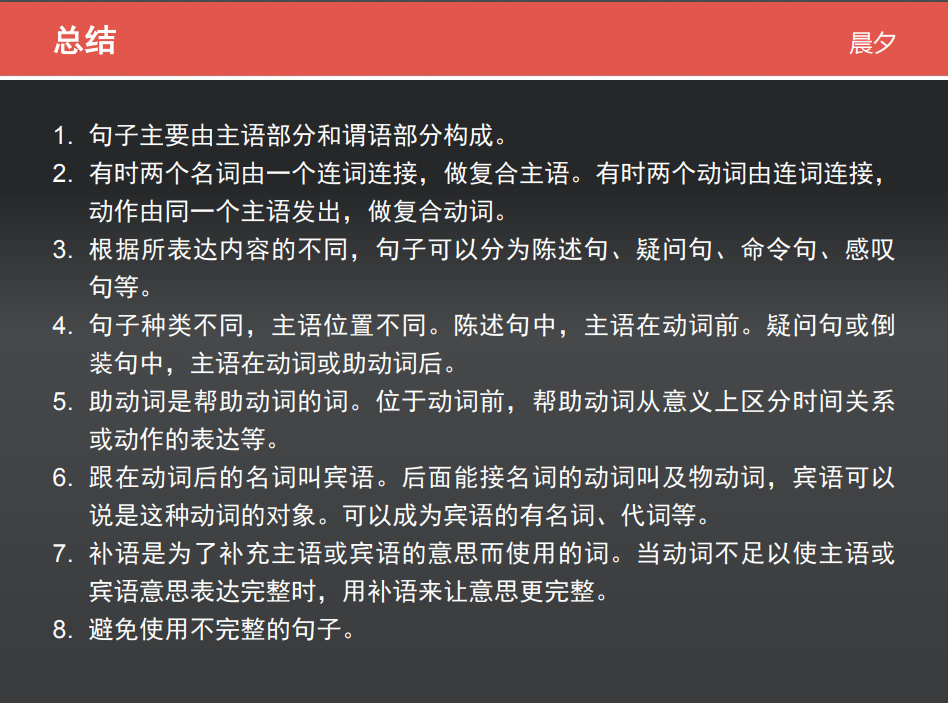 总结
晨夕
1. 句子主要由主语部分和谓语部分构成。
2. 有时两个名词由一个连词连接，做复合主语。有时两个动词由连词连接，
动作由同一个主语发出，做复合动词。
3. 根据所表达内容的不同，句子可以分为陈述句、疑问句、命令句、感叹
句等。
4. 句子种类不同，主语位置不同。陈述句中，主语在动词前。疑问句或倒
装句中，主语在动词或助动词后。
5. 助动词是帮助动词的词。位于动词前，帮助动词从意义上区分时间关系
或动作的表达等。
6. 跟在动词后的名词叫宾语。后面能接名词的动词叫及物动词，宾语可以
说是这种动词的对象。可以成为宾语的有名词、代词等。
7. 补语是为了补充主语或宾语的意思而使用的词。当动词不足以使主语或
宾语意思表达完整时，用补语来让意思更完整。
8. 避免使用不完整的句子。